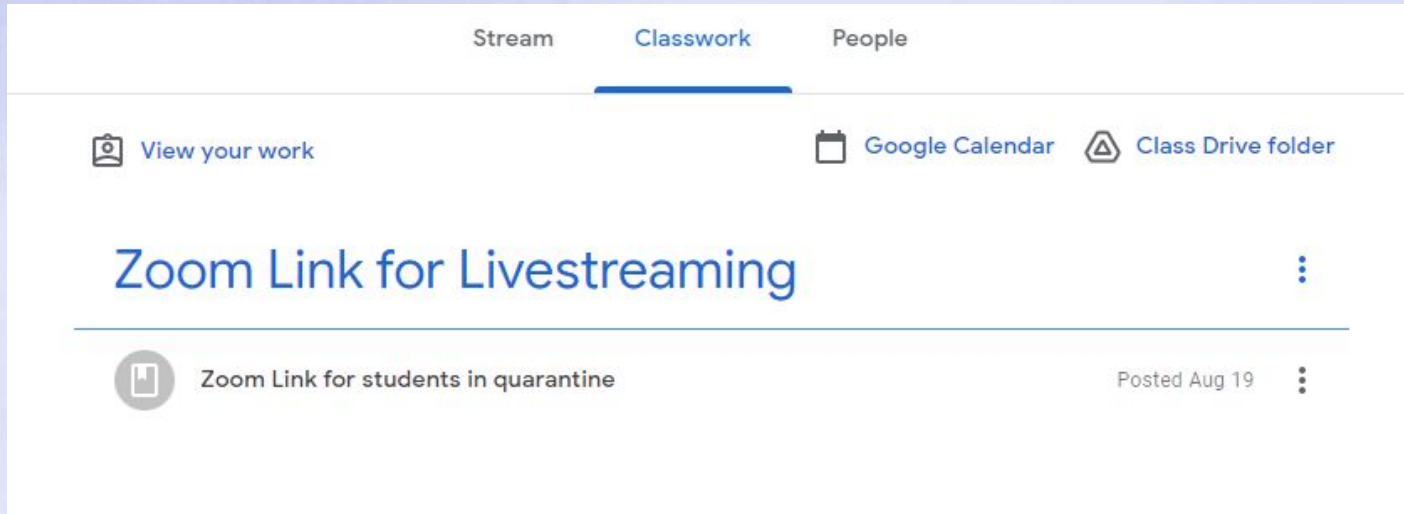 Stream Classwork People
View your work Google Calendar Class Drive folder
Zoom Link for Livestreaming
Zoom Link for students in quarantine Posted Aug 19